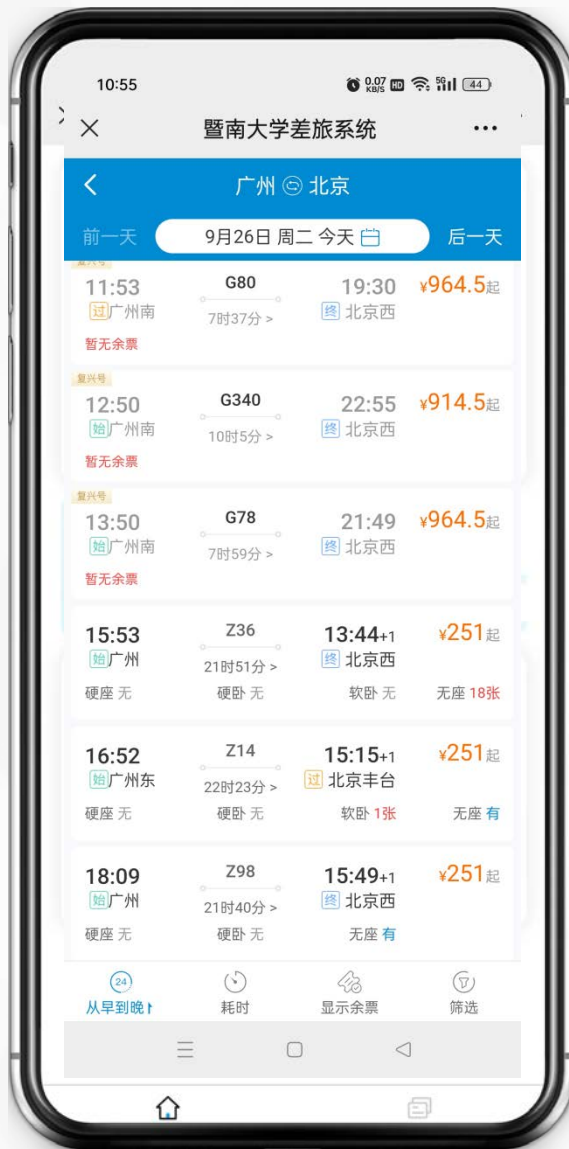 10:55 0.07 KB/S HD 5G 44
暨南大学差旅系统
广州 北京
前一天 9月26日 周二 今天 后一天
复兴号
11:53 G80 19:30 ¥964.5起
过广州南 7时37分 > 终 北京西
暂无余票
复兴号
12:50 G340 22:55 ¥914.5起
始广州南 10时5分 > 终 北京西
暂无余票
复兴号
13:50 G78 21:49 ¥964.5起
始广州南 7时59分 > 终 北京西
暂无余票
15:53 Z36 13:44+1 ¥251起
始广州 21时51分 > 终 北京西
硬座 无 硬卧 无 软卧 无 无座 18张
16:52 Z14 15:15+1 ¥251起
始广州东 22时23分 > 过 北京丰台
硬座 无 硬卧 无 软卧 1张 无座 有
18:09 Z98 15:49+1 ¥251起
始广州 21时40分 > 终 北京西
硬座 无 硬卧 无 无座 有
24
从早到晚 耗时 显示余票 筛选